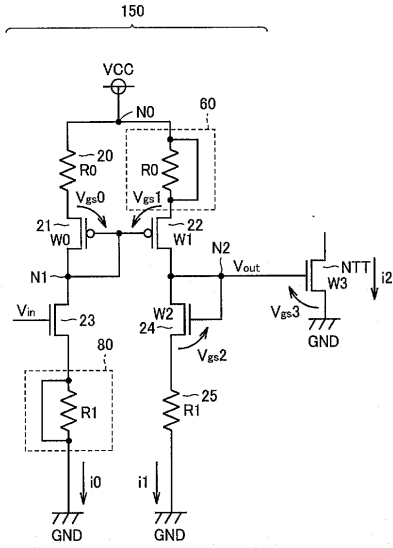 150
VCC
N0
60
20
R0
R0
Vgs0
Vgs1
21
W0
22
W1
N2
N1
Vout
NTT
W3
i2
Vin
23
W2
24
Vgs2
Vgs3
GND
80
R1
25
R1
i0
i1
GND
GND